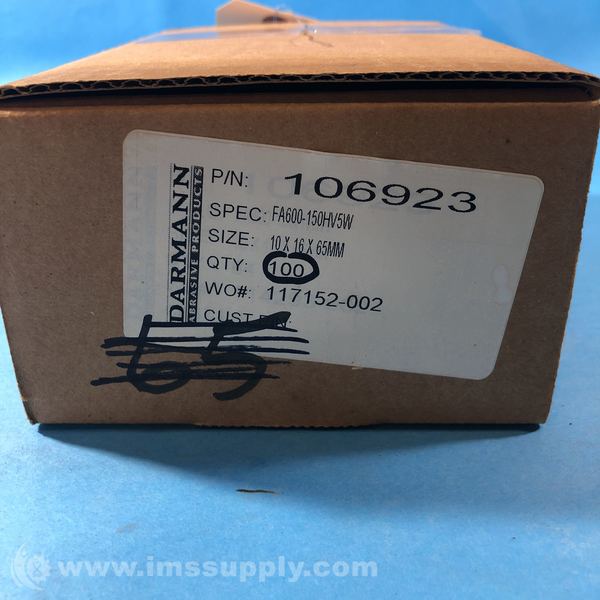 DARMANN
ABRASIVE PRODUCTS
P/N: 106923
SPEC: FA600-150HV5W
SIZE: 10 X 16 X 65MM
QTY: 100
WO#: 117152-002
CUST
65
www.imssupply.com